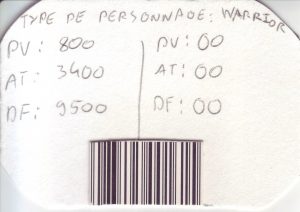 TYPE DE PERSONNAGE: WARRIOR
PV: 800 PV: 00
AT: 3400 AT: 00
DF: 9500 DF: 00